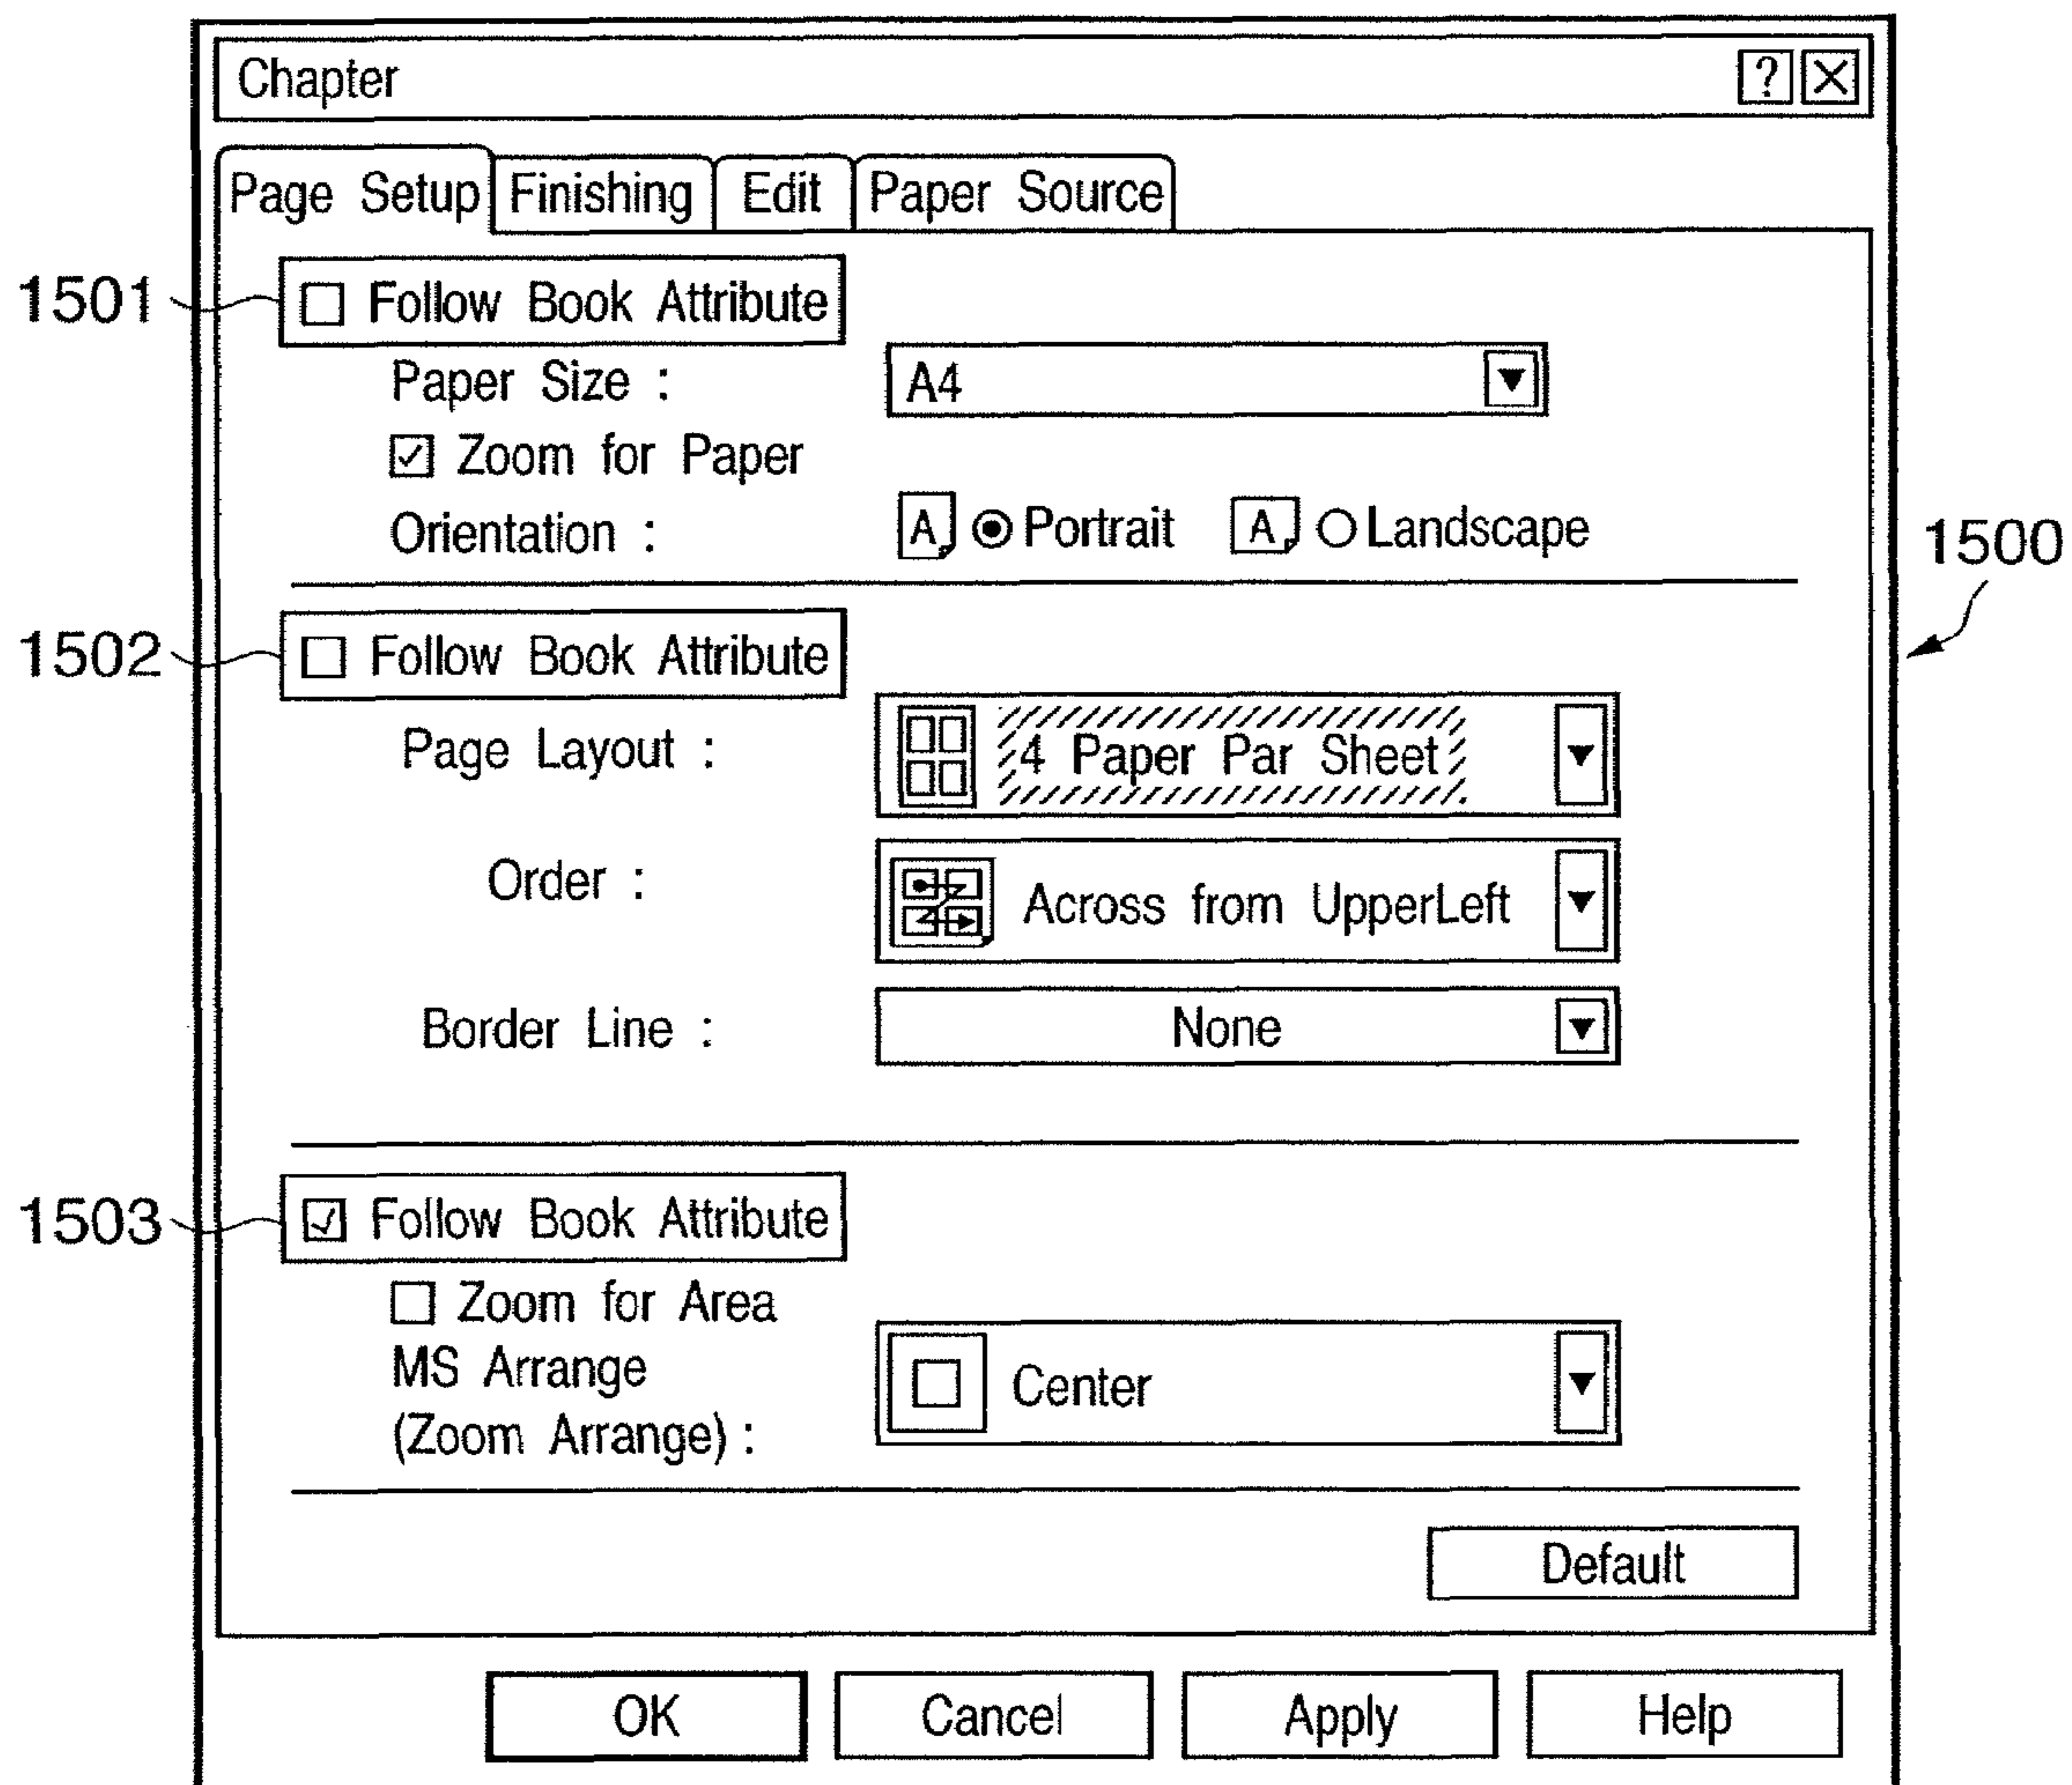 Chapter ?
Page Setup Finishing Edit Paper Source
1501 Follow Book Attribute
Paper Size : A4
Zoom for Paper
Orientation : A Portrait A Landscape
1500
1502 Follow Book Attribute
Page Layout : 4 Paper Par Sheet
Order : Across from UpperLeft
Border Line : None
1503 Follow Book Attribute
Zoom for Area
MS Arrange
(Zoom Arrange) : Center
Default
OK Cancel Apply Help